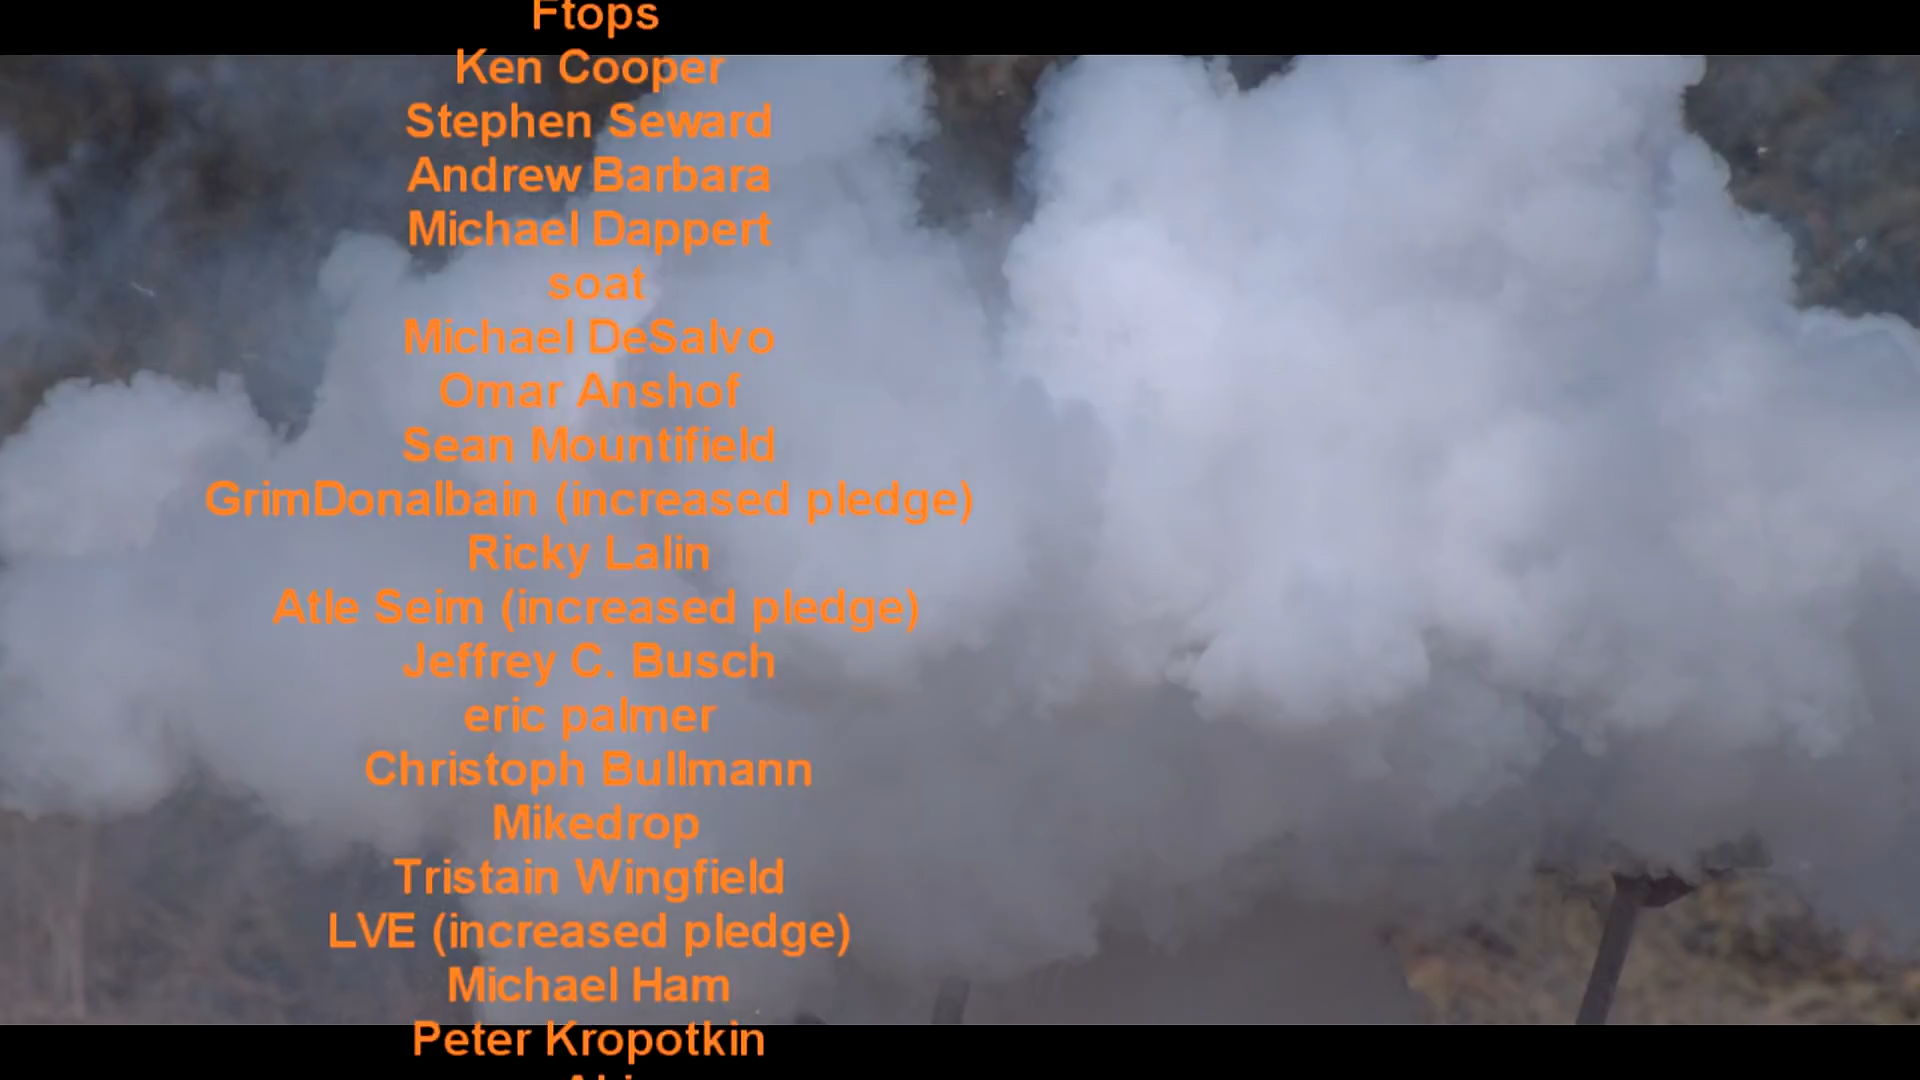 Ftops
Ken Cooper
Stephen Seward
Andrew Barbara
Michael Dappert
soat
Michael DeSalvo
Omar Anshof
Sean Mountifield
GrimDonalbain (increased pledge)
Ricky Lalin
Atle Seim (increased pledge)
Jeffrey C. Busch
eric palmer
Christoph Bullmann
Mikedrop
Tristain Wingfield
LVE (increased pledge)
Michael Ham
Peter Kropotkin